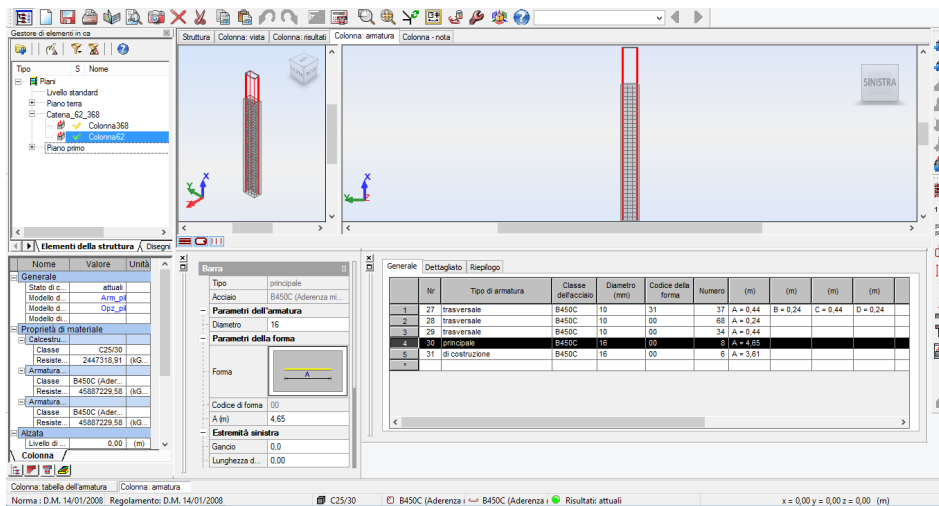 Gestore di elementi in ca
Struttura Colonna: vista Colonna: risultati Colonna: armatura Colonna - nota
Tipo S Nome
Piani
Livello standard
Piano terra
Catena_62_368
Colonna368
Colonna62
Piano primo
SINISTRA
X
Y
Z
X
Y
Z
Elementi della struttura Disegni
Nome Valore Unità
Generale
Stato di c... attuali
Modello d... Arm_pil
Modello d... Opz_pil
Modello di...
Proprietà di materiale
Calcestru...
Classe C25/30
Resiste... 2447318,91 (kG...
Armatura...
Classe B450C (Ader...
Resiste... 45887229,58 (kG...
Armatura...
Classe B450C (Ader...
Resiste... 45887229,58 (kG...
Alzata
Livello di ... 0,00 (m)
Colonna
Barra
Tipo principale
Acciaio B450C (Aderenza mi...
Parametri dell'armatura
Diametro 16
Parametri della forma
Forma A
Codice di forma 00
A (m) 4,65
Estremità sinistra
Gancio 0,0
Lunghezza d... 0,00
Generale Dettagliato Riepilogo
Nr Tipo di armatura Classe dell'acciaio Diametro (mm) Codice della forma Numero (m) (m) (m) (m)
1 27 trasversale B450C 10 31 37 A = 0,44 B = 0,24 C = 0,44 D = 0,24
2 28 trasversale B450C 10 00 68 A = 0,24
3 29 trasversale B450C 10 00 34 A = 0,44
4 30 principale B450C 16 00 8 A = 4,65
5 31 di costruzione B450C 16 00 6 A = 3,61
*
Colonna: tabella dell'armatura Colonna: armatura
Norma : D.M. 14/01/2008 Regolamento: D.M. 14/01/2008 C25/30 B450C (Aderenza i B450C (Aderenza i Risultati: attuali x = 0,00 y = 0,00 z = 0,00 (m)